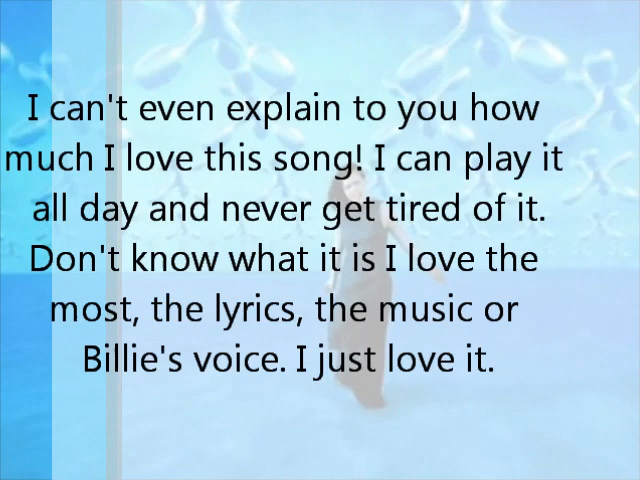 I can't even explain to you how
much I love this song! I can play it
all day and never get tired of it.
Don't know what it is I love the
most, the lyrics, the music or
Billie's voice. I just love it.